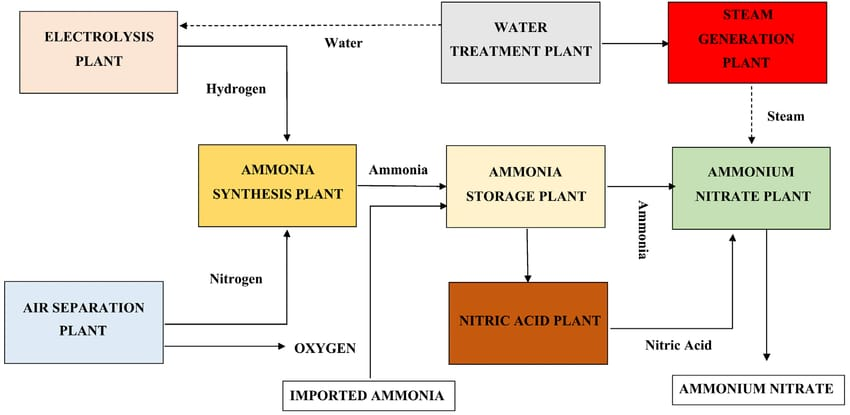 ELECTROLYSIS
PLANT
Water
WATER
TREATMENT PLANT
STEAM
GENERATION
PLANT
Hydrogen
Steam
AMMONIA
SYNTHESIS PLANT
Ammonia
AMMONIA
STORAGE PLANT
Ammonia
AMMONIUM
NITRATE PLANT
Nitrogen
AIR SEPARATION
PLANT
OXYGEN
NITRIC ACID PLANT
Nitric Acid
IMPORTED AMMONIA
AMMONIUM NITRATE